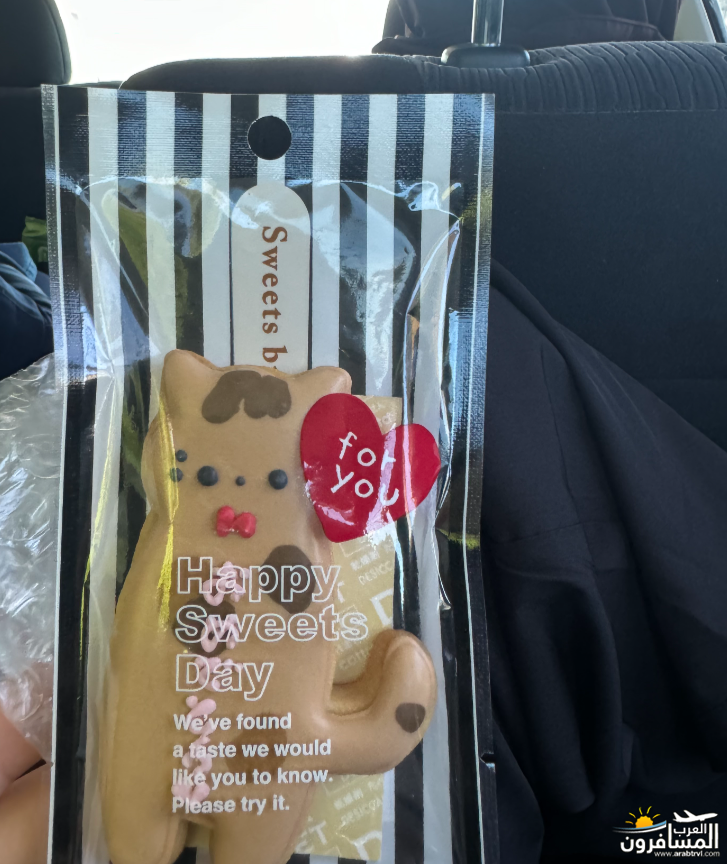 Sweets b
for
you
Happy
Sweets
Day
We've found
a taste we would
like you to know.
Please try it.
العرب
المسافرون
www.arabtrvl.com